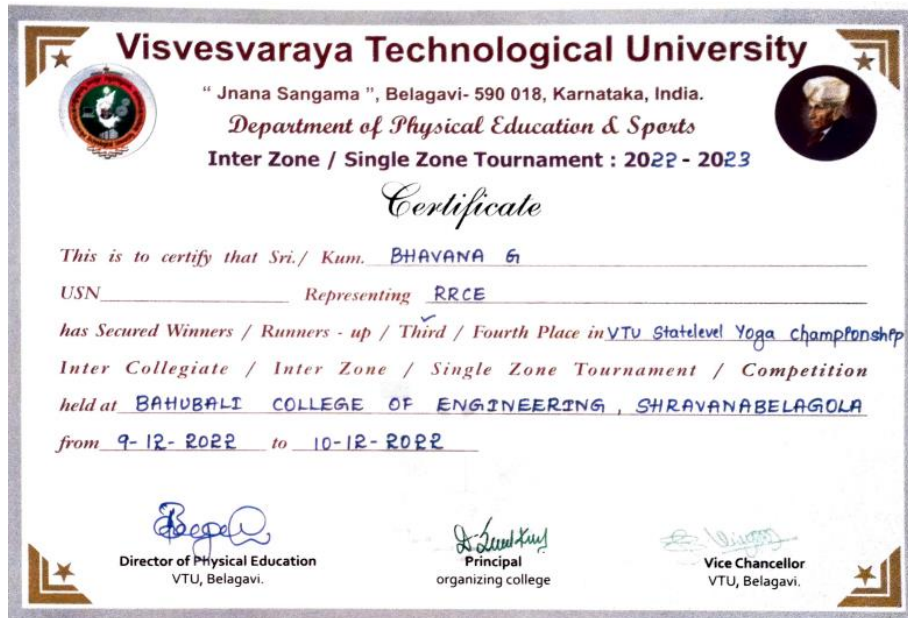 Visvesvaraya Technological University
“ Jnana Sangama ”, Belagavi- 590 018, Karnataka, India.
Department of Physical Education & Sports
Inter Zone / Single Zone Tournament : 2022 - 2023
Certificate
This is to certify that Sri./ Kum. BHAVANA G
USN Representing RRCE
has Secured Winners / Runners - up / Third / Fourth Place in VTU Statelevel Yoga championship
Inter Collegiate / Inter Zone / Single Zone Tournament / Competition
held at BAHUBALI COLLEGE OF ENGINEERING, SHRAVANABELAGOLA
from 9-12-2022 to 10-12-2022
Director of Physical Education
VTU, Belagavi.
Principal
organizing college
Vice Chancellor
VTU, Belagavi.